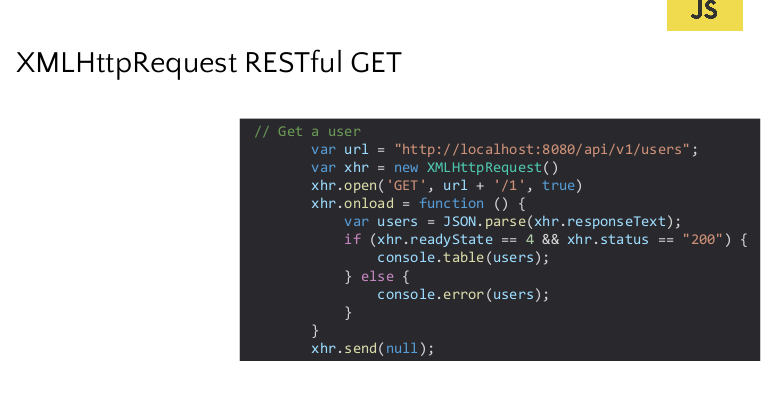 JS
XMLHttpRequest RESTful GET
// Get a user
var url = "http://localhost:8080/api/v1/users";
var xhr = new XMLHttpRequest()
xhr.open('GET', url + '/1', true)
xhr.onload = function () {
var users = JSON.parse(xhr.responseText);
if (xhr.readyState == 4 && xhr.status == "200") {
console.table(users);
} else {
console.error(users);
}
}
xhr.send(null);